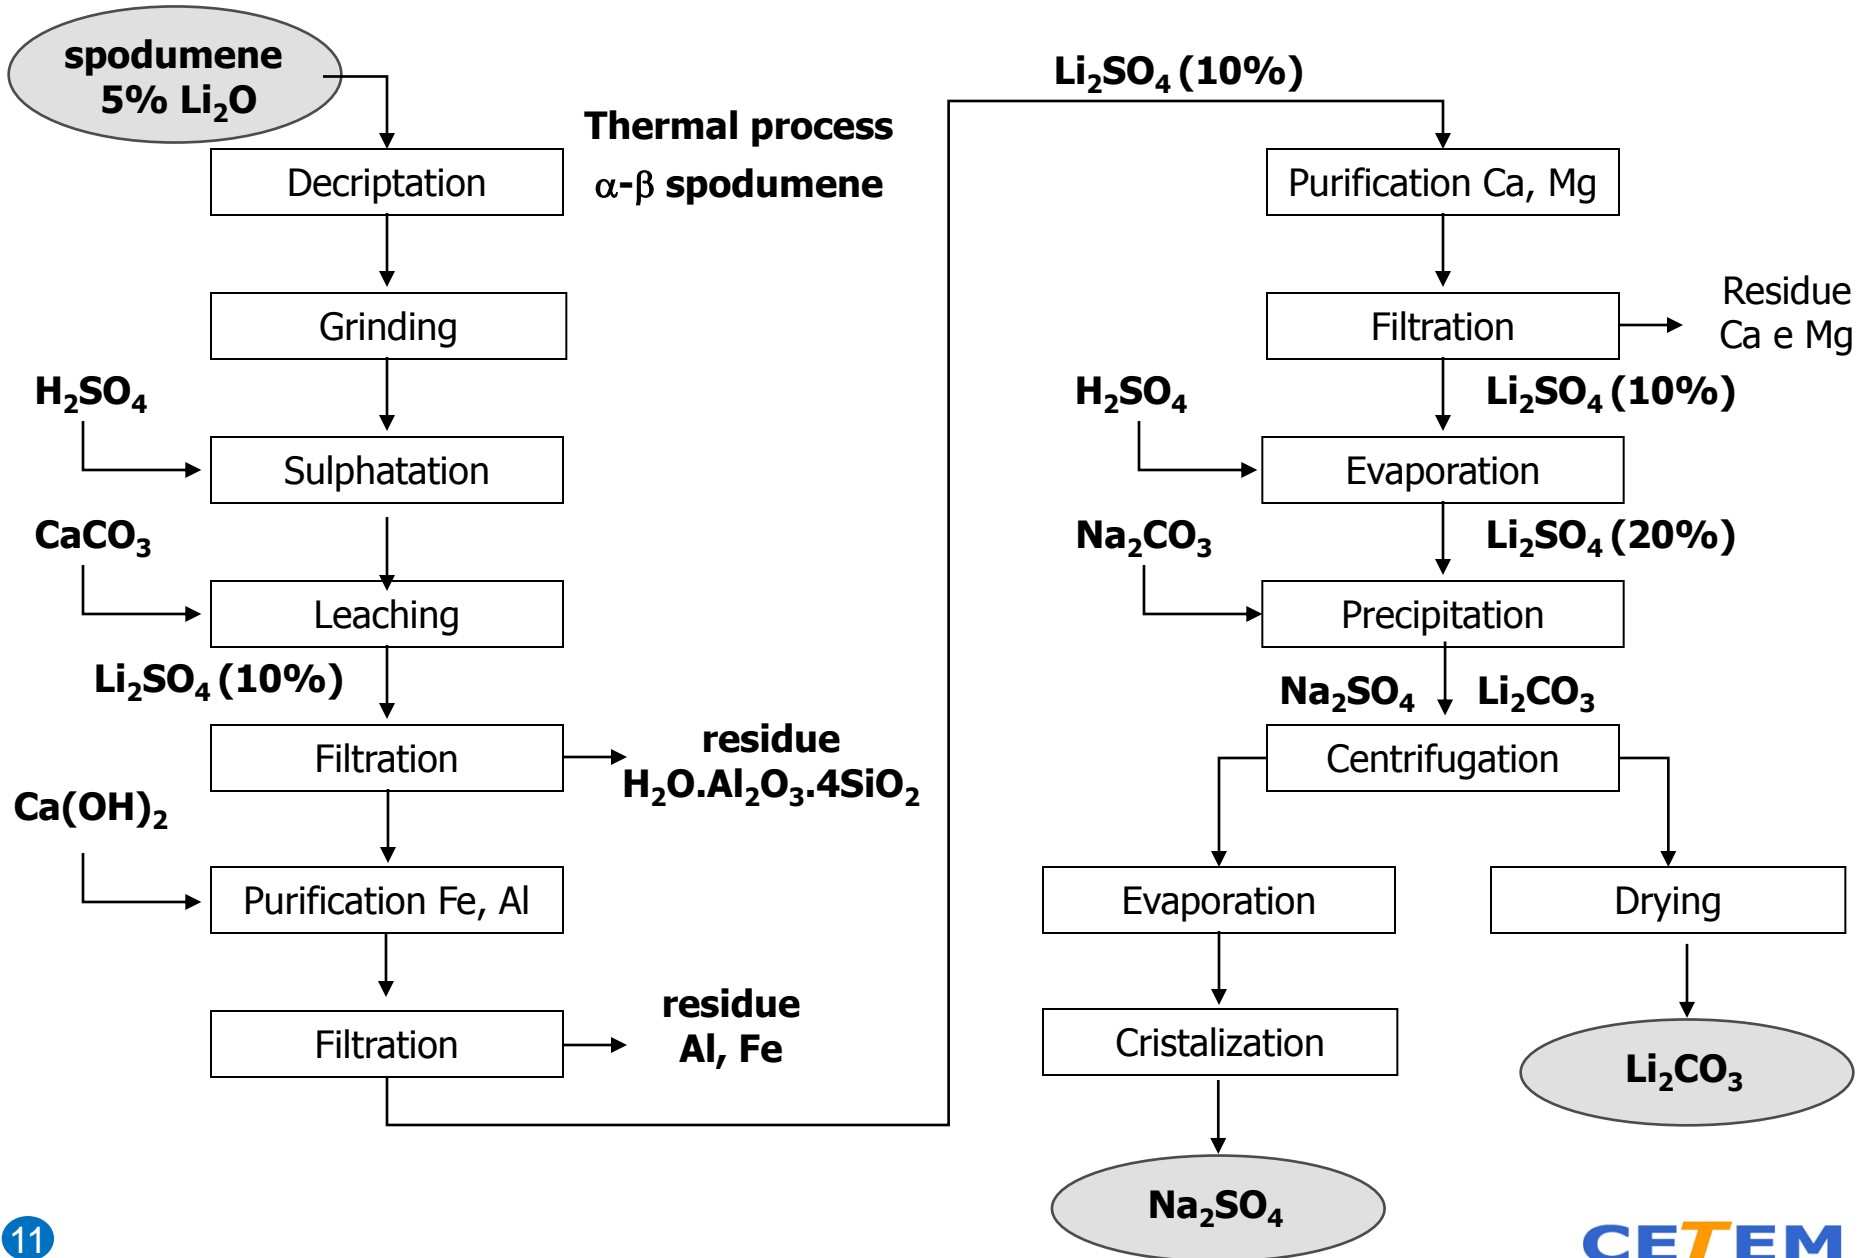 spodumene
5% Li₂O
Thermal process
α-β spodumene
Decriptation
Grinding
H₂SO₄
Sulphatation
CaCO₃
Leaching
Li₂SO₄ (10%)
Filtration
residue
H₂O.Al₂O₃.4SiO₂
Ca(OH)₂
Purification Fe, Al
Filtration
residue
Al, Fe
Li₂SO₄ (10%)
Purification Ca, Mg
Filtration
Residue
Ca e Mg
H₂SO₄
Li₂SO₄ (10%)
Evaporation
Na₂CO₃
Li₂SO₄ (20%)
Precipitation
Na₂SO₄ Li₂CO₃
Centrifugation
Evaporation
Drying
Cristalization
Li₂CO₃
Na₂SO₄
11
CETEM